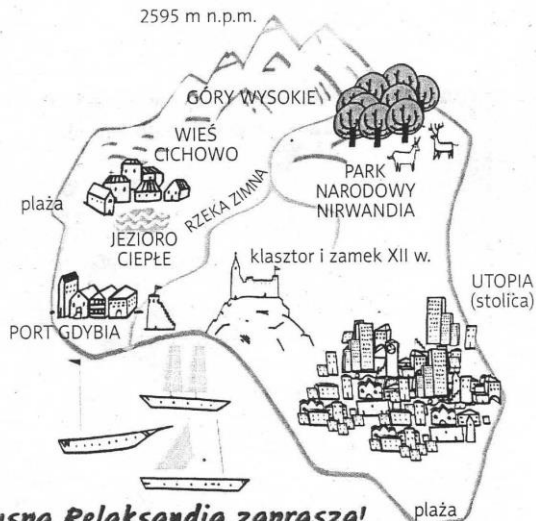 2595 m n.p.m.
GÓRY WYSOKIE
WIEŚ
CICHOWO
PARK
NARODOWY
NIRWANDIA
RZEKA ZIMNA
plaża
JEZIORO
CIEPŁE
klasztor i zamek XII w.
UTOPIA
(stolica)
PORT GDYBIA
plaża
Relaksandia zaprasza!